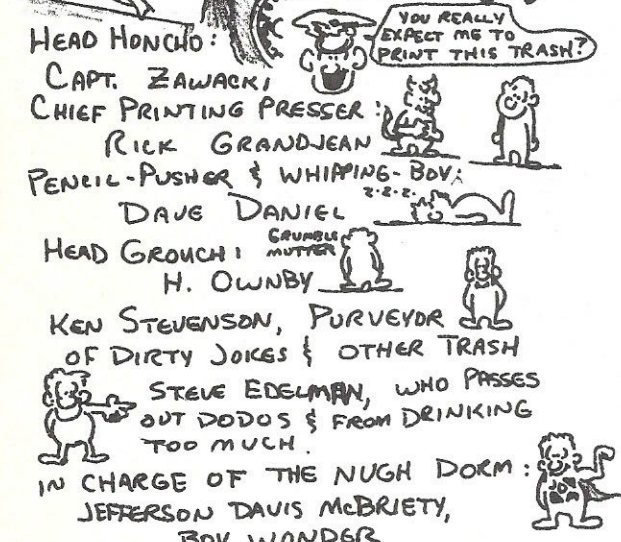 YOU REALLY
EXPECT ME TO
PRINT THIS TRASH?
HEAD HONCHO:
CAPT. ZAWACKI
CHIEF PRINTING PRESSER:
RICK GRANDJEAN
PENCIL-PUSHER & WHIPPING-BOY:
Z-Z-Z.
DAVE DANIEL
HEAD GROUCH:
GRUMBLE
MUTTER
H. OWNBY
KEN STEVENSON, PURVEYOR
OF DIRTY JOKES & OTHER TRASH
STEVE EDELMAN, WHO PASSES
OUT DODOS & FROM DRINKING
TOO MUCH.
IN CHARGE OF THE NUGH DORM:
JEFFERSON DAVIS McBRIETY,
BOY WONDER